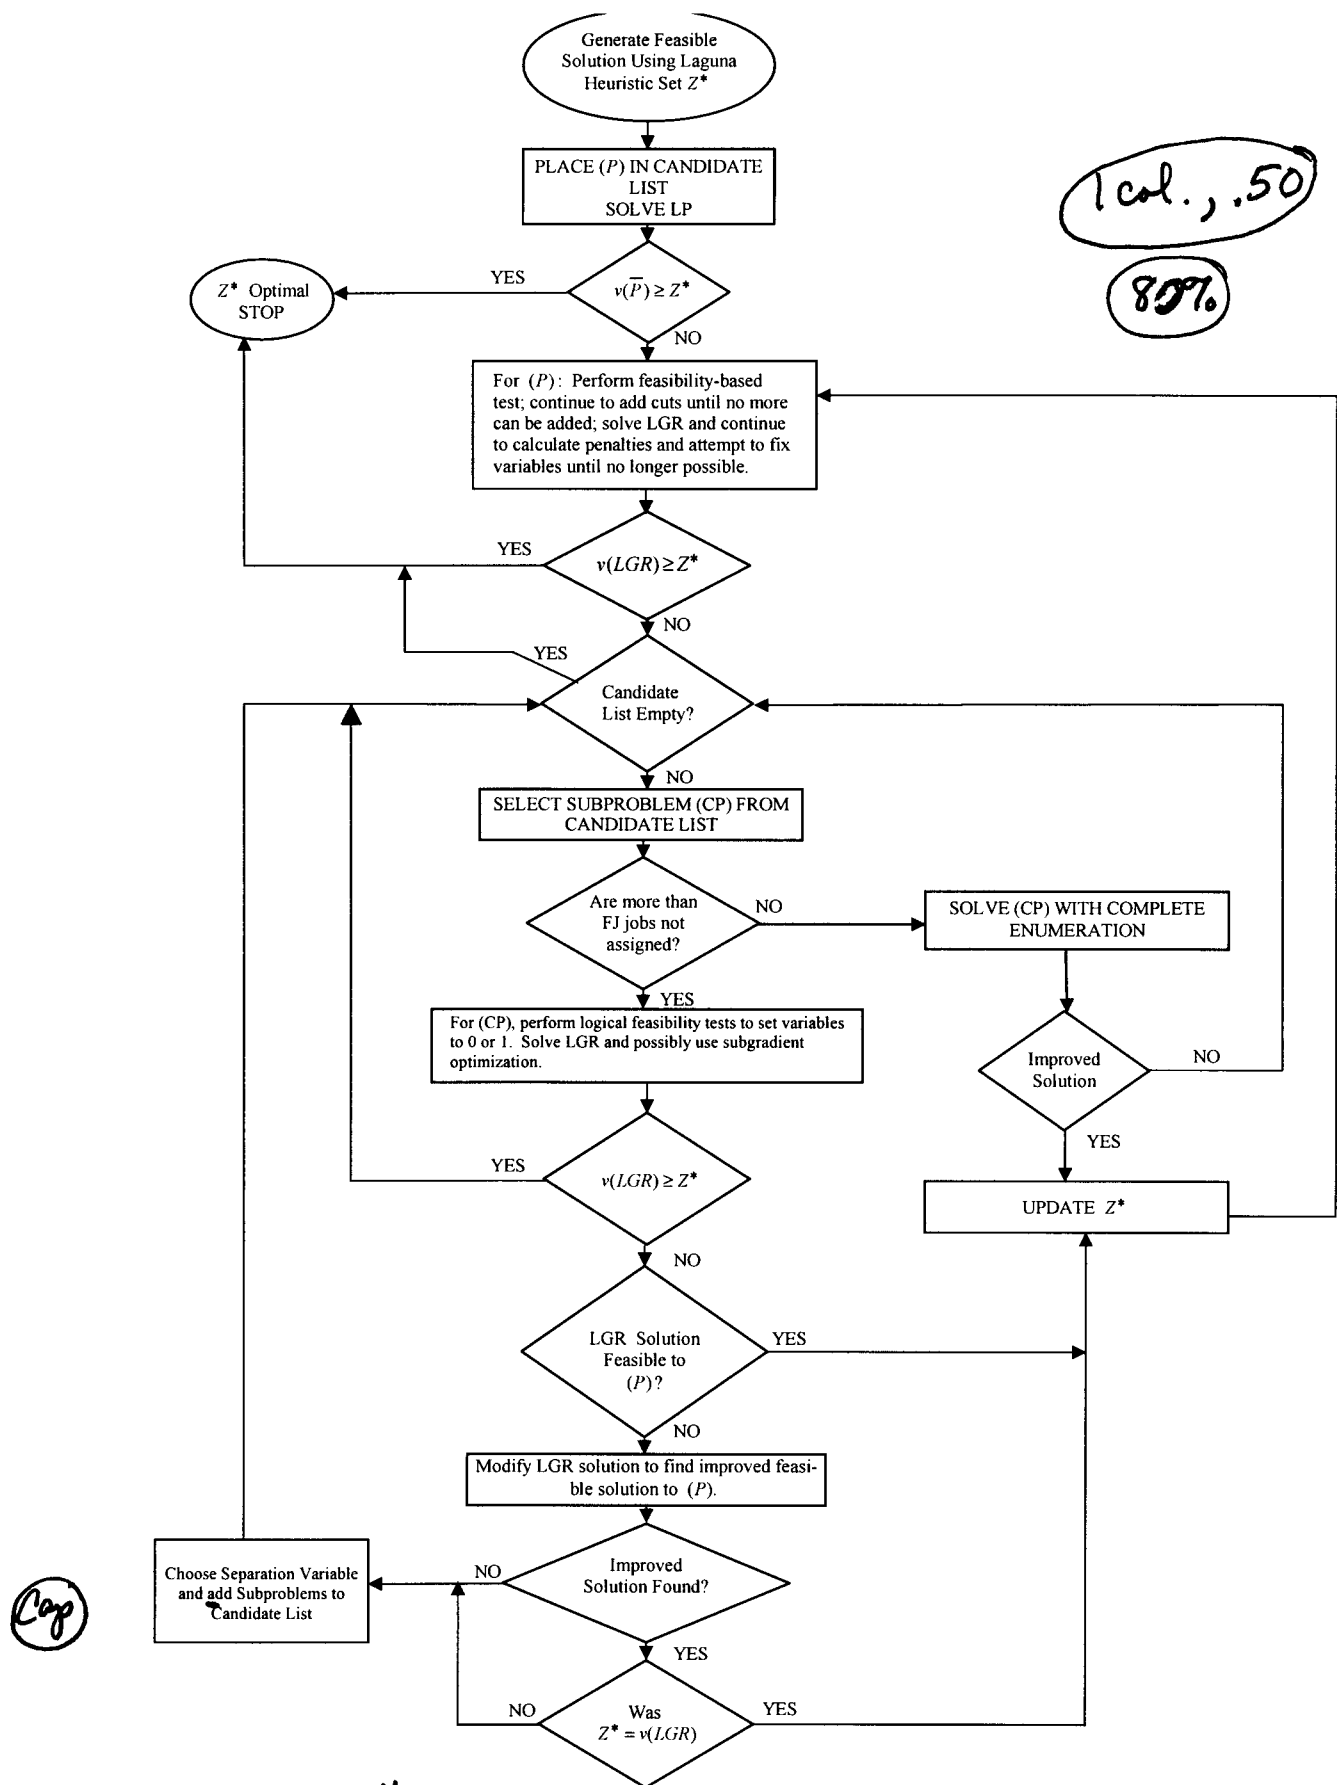 Generate Feasible
Solution Using Laguna
Heuristic Set Z*
PLACE (P) IN CANDIDATE
LIST
SOLVE LP
1 col., .50
80%
YES
Z* Optimal
STOP
v(P̅) ≥ Z*
NO
For (P): Perform feasibility-based
test; continue to add cuts until no more
can be added; solve LGR and continue
to calculate penalties and attempt to fix
variables until no longer possible.
YES
v(LGR) ≥ Z*
NO
YES
Candidate
List Empty?
NO
SELECT SUBPROBLEM (CP) FROM
CANDIDATE LIST
Are more than
FJ jobs not
assigned?
NO
SOLVE (CP) WITH COMPLETE
ENUMERATION
YES
For (CP), perform logical feasibility tests to set variables
to 0 or 1. Solve LGR and possibly use subgradient
optimization.
Improved
Solution
NO
YES
YES
v(LGR) ≥ Z*
UPDATE Z*
NO
LGR Solution
Feasible to
(P)?
YES
NO
Modify LGR solution to find improved feasi-
ble solution to (P).
Choose Separation Variable
and add Subproblems to
Candidate List
NO
Improved
Solution Found?
Cap
YES
NO
Was
Z* = v(LGR)
YES